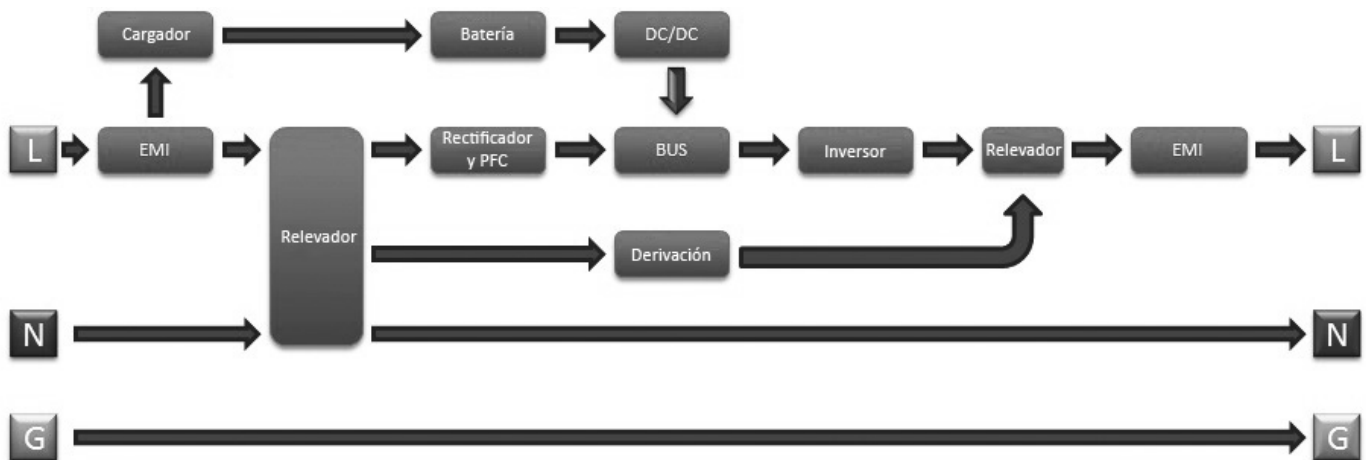 Cargador
Batería
DC/DC
L
EMI
Rectificador
y PFC
BUS
Inversor
Relevador
EMI
L
Relevador
Derivación
N
N
G
G